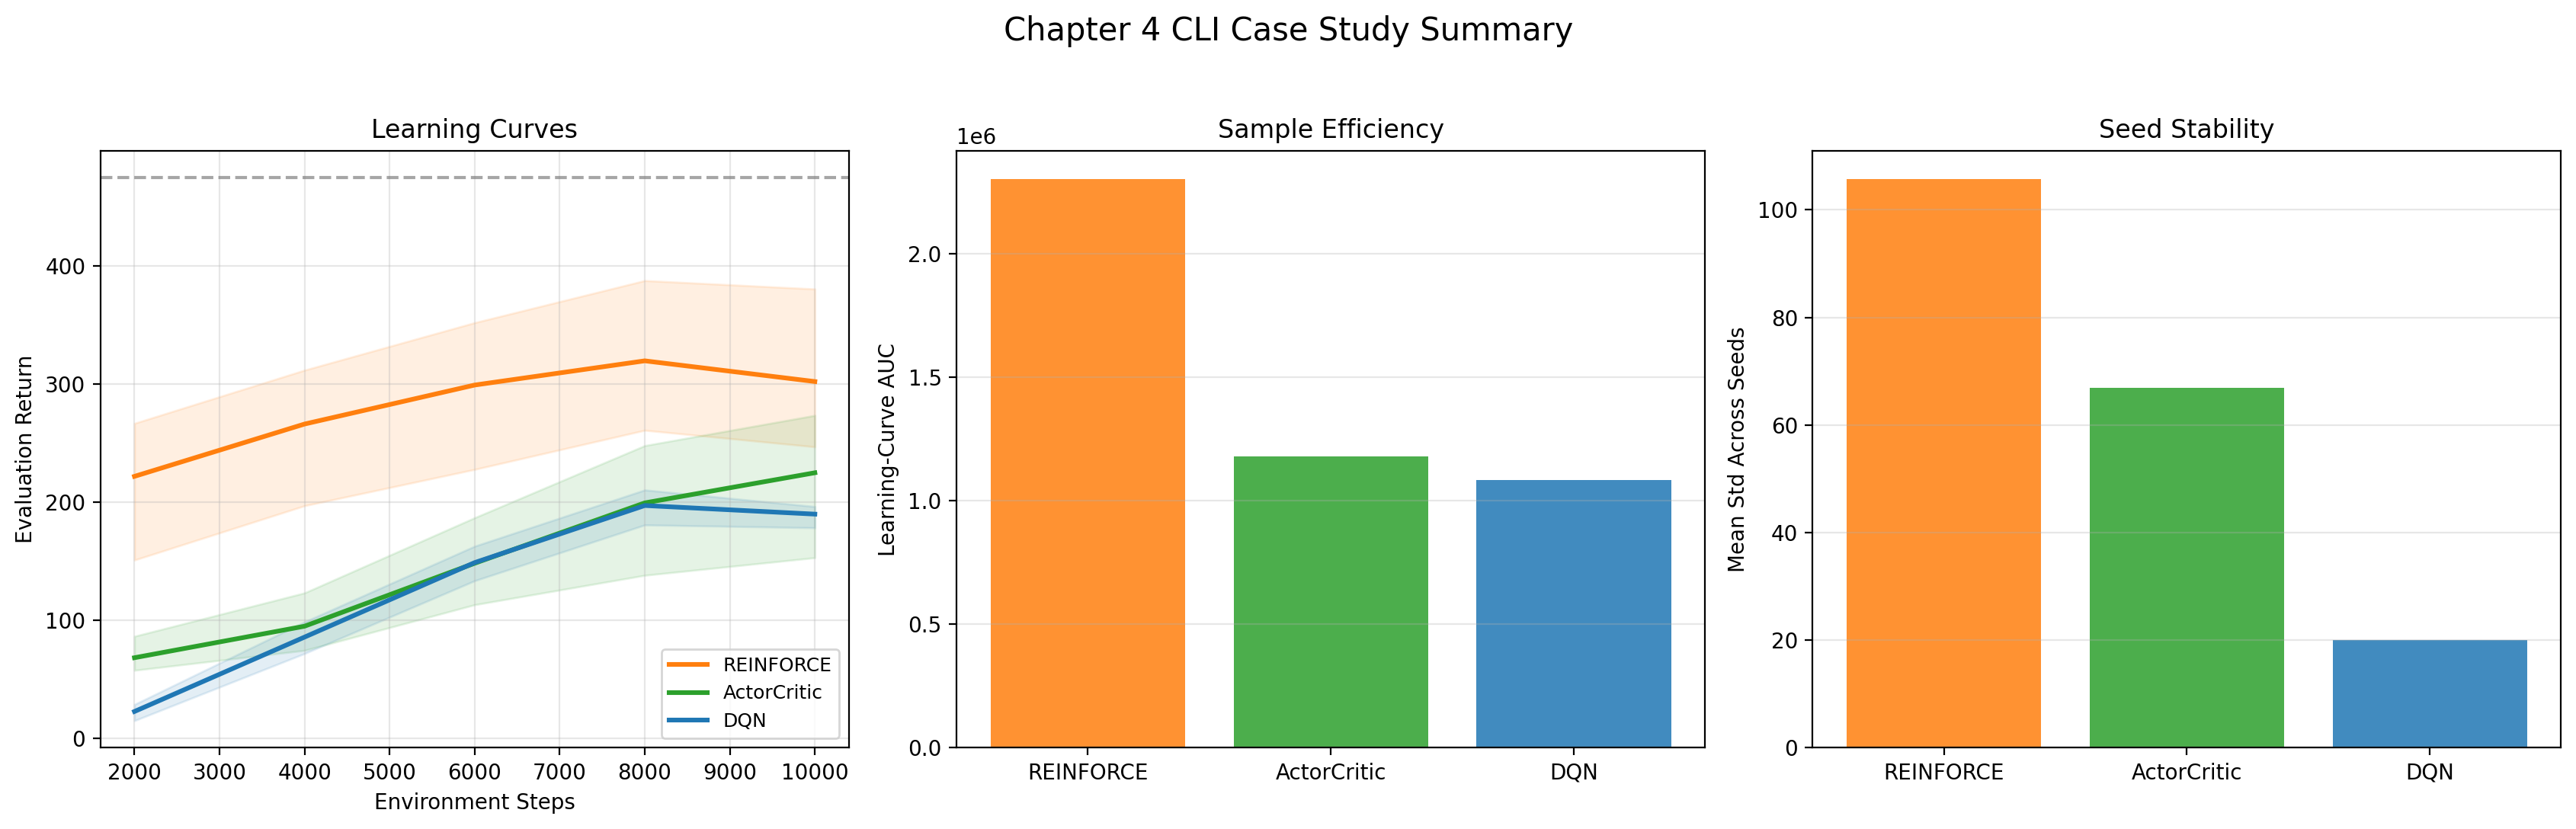 Chapter 4 CLI Case Study Summary
Learning Curves
Evaluation Return
400
300
200
100
0
2000 3000 4000 5000 6000 7000 8000 9000 10000
Environment Steps
REINFORCE
ActorCritic
DQN
Sample Efficiency
1e6
Learning-Curve AUC
2.0
1.5
1.0
0.5
0.0
REINFORCE ActorCritic DQN
Seed Stability
Mean Std Across Seeds
100
80
60
40
20
0
REINFORCE ActorCritic DQN